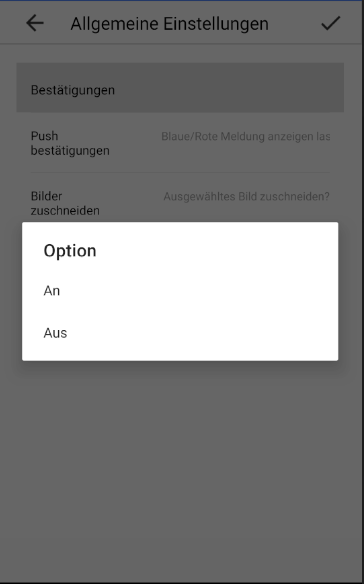 Allgemeine Einstellungen
Bestätigungen
Push Blaue/Rote Meldung anzeigen las
bestätigungen
Bilder Ausgewähltes Bild zuschneiden?
zuschneiden
Option
An
Aus